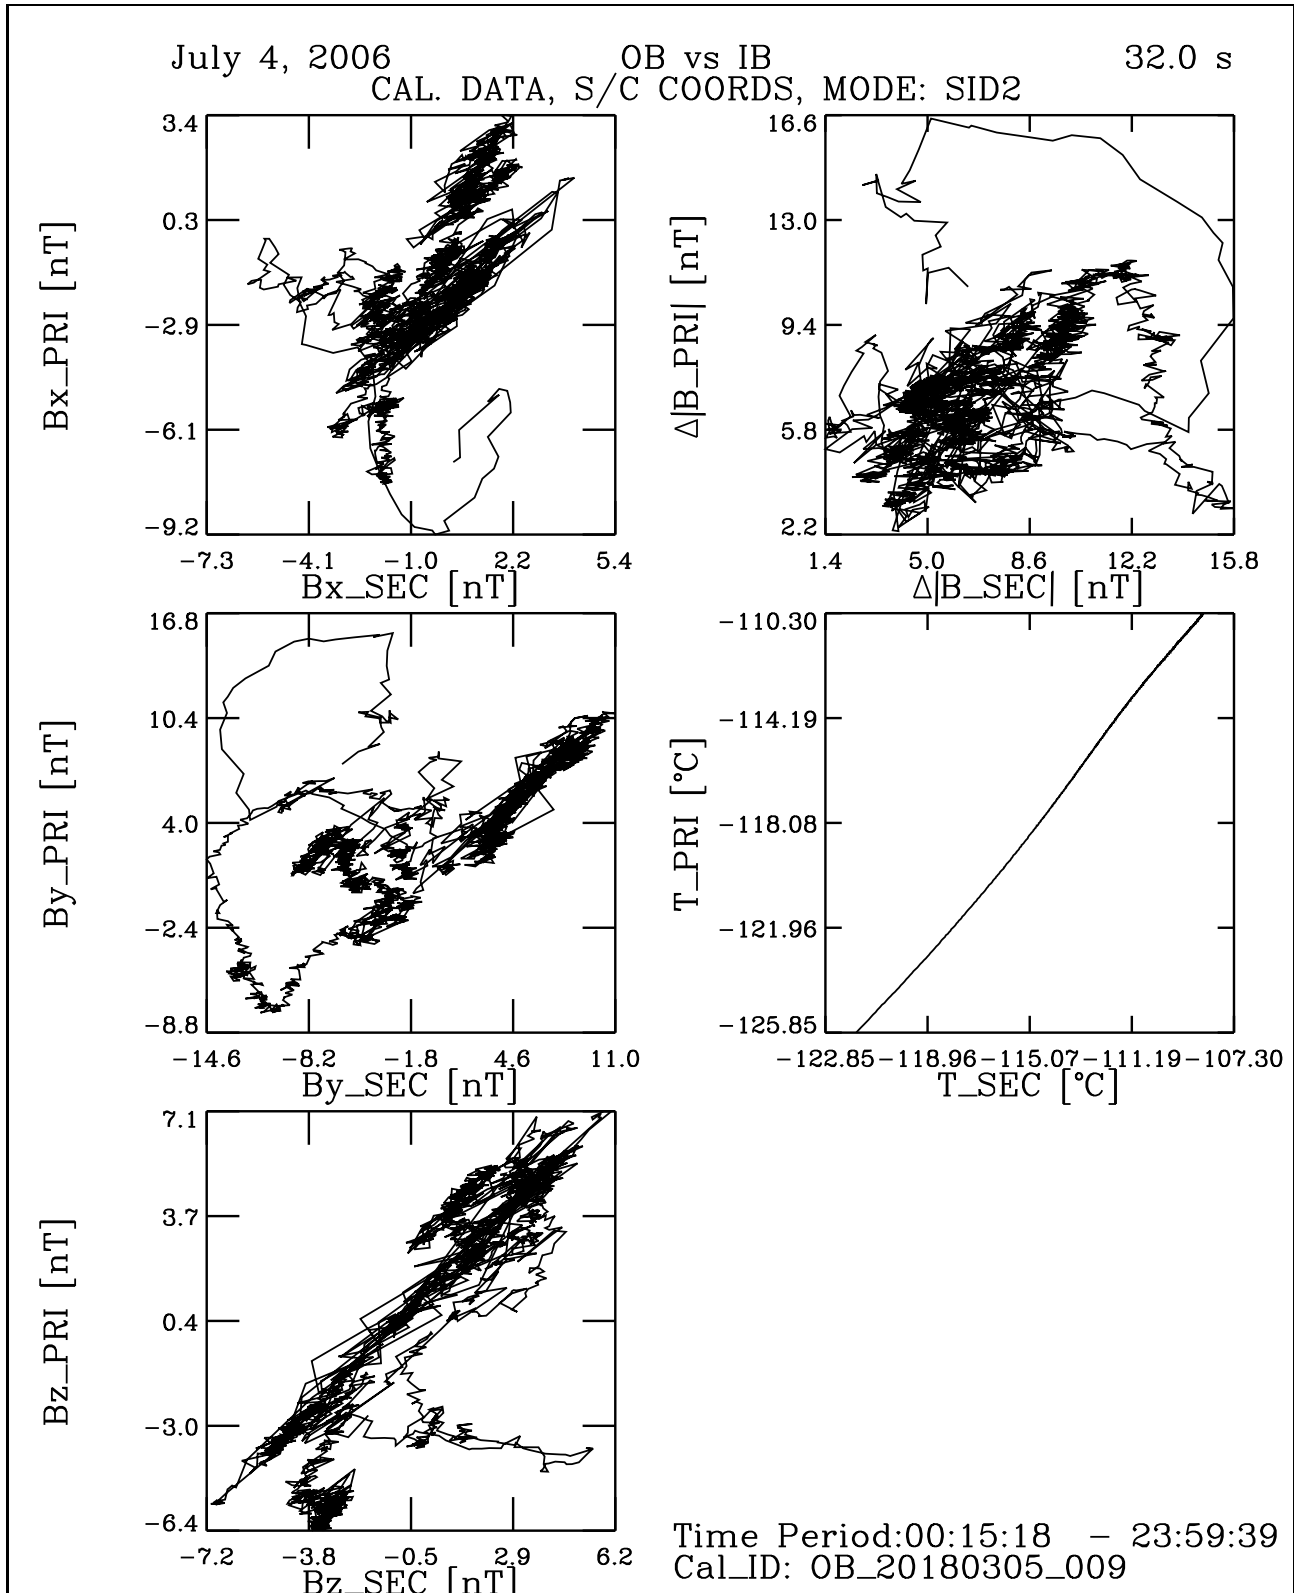 July 4, 2006 OB vs IB 32.0 s
CAL. DATA, S/C COORDS, MODE: SID2
3.4
0.3
-2.9
-6.1
-9.2
Bx_PRI [nT]
-7.3 -4.1 -1.0 2.2 5.4
Bx_SEC [nT]
16.6
13.0
9.4
5.8
2.2
Δ|B_PRI| [nT]
1.4 5.0 8.6 12.2 15.8
Δ|B_SEC| [nT]
16.8
10.4
4.0
-2.4
-8.8
By_PRI [nT]
-14.6 -8.2 -1.8 4.6 11.0
By_SEC [nT]
-110.30
-114.19
-118.08
-121.96
-125.85
T_PRI [°C]
-122.85 -118.96 -115.07 -111.19 -107.30
T_SEC [°C]
7.1
3.7
0.4
-3.0
-6.4
Bz_PRI [nT]
-7.2 -3.8 -0.5 2.9 6.2
Bz_SEC [nT]
Time Period:00:15:18 - 23:59:39
Cal_ID: OB_20180305_009